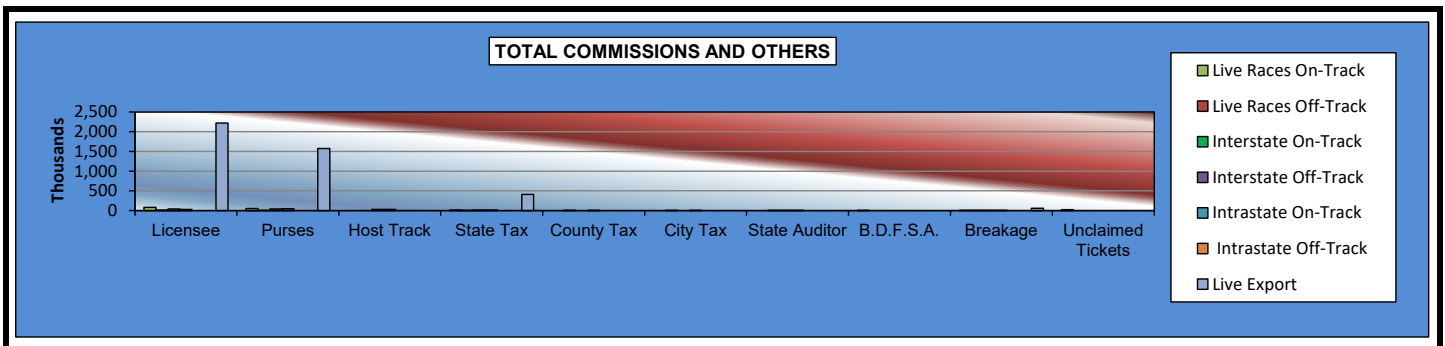 TOTAL COMMISSIONS AND OTHERS
Thousands
2,500
2,000
1,500
1,000
500
0
Licensee
Purses
Host Track
State Tax
County Tax
City Tax
State Auditor
B.D.F.S.A.
Breakage
Unclaimed
Tickets
Live Races On-Track
Live Races Off-Track
Interstate On-Track
Interstate Off-Track
Intrastate On-Track
Intrastate Off-Track
Live Export